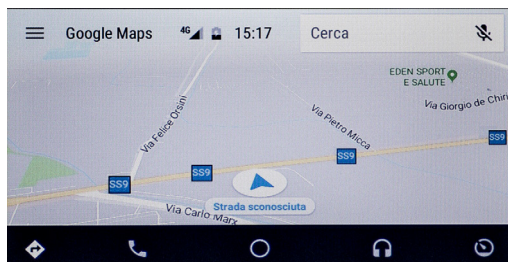 Google Maps
4G
15:17
Cerca
EDEN SPORT
E SALUTE
Via Felice Orsini
Via Pietro Micca
Via Giorgio de Chiri
SS9
SS9
SS9
SS9
Strada sconosciuta
Via Carlo Marx